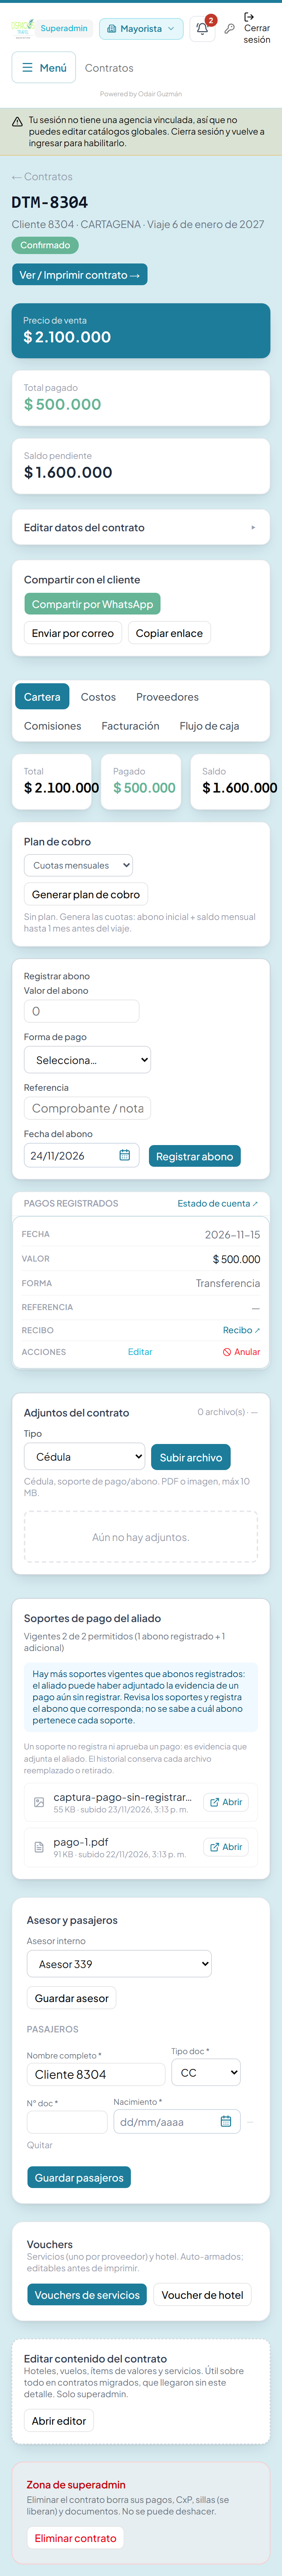 Superadmin
Mayorista
2
Cerrar sesión
Menú
Contratos
Powered by Odair Guzmán
Tu sesión no tiene una agencia vinculada, así que no puedes editar catálogos globales. Cierra sesión y vuelve a ingresar para habilitarlo.
← Contratos
DTM-8304
Cliente 8304 · CARTAGENA · Viaje 6 de enero de 2027
Confirmado
Ver / Imprimir contrato →
Precio de venta
$ 2.100.000
Total pagado
$ 500.000
Saldo pendiente
$ 1.600.000
Editar datos del contrato
Compartir con el cliente
Compartir por WhatsApp
Enviar por correo
Copiar enlace
Cartera
Costos
Proveedores
Comisiones
Facturación
Flujo de caja
Total
$ 2.100.000
Pagado
$ 500.000
Saldo
$ 1.600.000
Plan de cobro
Cuotas mensuales
Generar plan de cobro
Sin plan. Genera las cuotas: abono inicial + saldo mensual hasta 1 mes antes del viaje.
Registrar abono
Valor del abono
0
Forma de pago
Selecciona...
Referencia
Comprobante / nota
Fecha del abono
24/11/2026
Registrar abono
PAGOS REGISTRADOS
Estado de cuenta ↗
FECHA
2026-11-15
VALOR
$ 500.000
FORMA
Transferencia
REFERENCIA
—
RECIBO
Recibo ↗
ACCIONES
Editar
Anular
Adjuntos del contrato
0 archivo(s) · —
Tipo
Cédula
Subir archivo
Cédula, soporte de pago/abono. PDF o imagen, máx 10 MB.
Aún no hay adjuntos.
Soportes de pago del aliado
Vigentes 2 de 2 permitidos (1 abono registrado + 1 adicional)
Hay más soportes vigentes que abonos registrados: el aliado puede haber adjuntado la evidencia de un pago aún sin registrar. Revisa los soportes y registra el abono que corresponda; no se sabe a cuál abono pertenece cada soporte.
Un soporte no registra ni aprueba un pago: es evidencia que adjunta el aliado. El historial conserva cada archivo reemplazado o retirado.
captura-pago-sin-registrar...
55 KB · subido 23/11/2026, 3:13 p. m.
Abrir
pago-1.pdf
91 KB · subido 22/11/2026, 3:13 p. m.
Abrir
Asesor y pasajeros
Asesor interno
Asesor 339
Guardar asesor
PASAJEROS
Nombre completo *
Cliente 8304
Tipo doc *
CC
N° doc *
Nacimiento *
dd/mm/aaaa
—
Quitar
Guardar pasajeros
Vouchers
Servicios (uno por proveedor) y hotel. Auto-armados; editables antes de imprimir.
Vouchers de servicios
Voucher de hotel
Editar contenido del contrato
Hoteles, vuelos, ítems de valores y servicios. Útil sobre todo en contratos migrados, que llegaron sin este detalle. Solo superadmin.
Abrir editor
Zona de superadmin
Eliminar el contrato borra sus pagos, CxP, sillas (se liberan) y documentos. No se puede deshacer.
Eliminar contrato